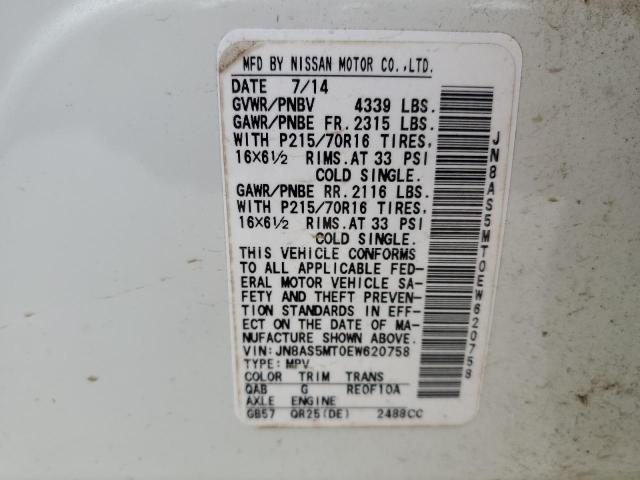 MFD BY NISSAN MOTOR CO.,LTD.
DATE 7/14
GVWR/PNBV 4339 LBS.
GAWR/PNBE FR. 2315 LBS.
WITH P215/70R16 TIRES,
16X6½ RIMS.AT 33 PSI
COLD SINGLE.
GAWR/PNBE RR. 2116 LBS.
WITH P215/70R16 TIRES,
16X6½ RIMS.AT 33 PSI
COLD SINGLE.
THIS VEHICLE CONFORMS
TO ALL APPLICABLE FED-
ERAL MOTOR VEHICLE SA-
FETY AND THEFT PREVEN-
TION STANDARDS IN EFF-
ECT ON THE DATE OF MA-
NUFACTURE SHOWN ABOVE.
VIN: JN8AS5MT0EW620758
TYPE: MPV
COLOR TRIM TRANS
QAB G RE0F10A
AXLE ENGINE
GB57 QR25(DE) 2488CC
JN8AS5MT0EW620758